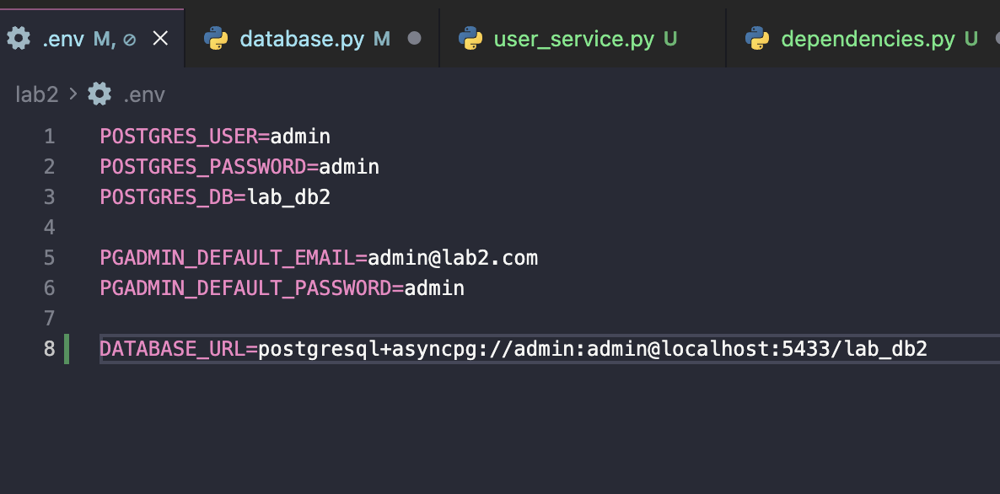 .env M, database.py M user_service.py U dependencies.py U
lab2 > .env
1 POSTGRES_USER=admin
2 POSTGRES_PASSWORD=admin
3 POSTGRES_DB=lab_db2
4
5 PGADMIN_DEFAULT_EMAIL=admin@lab2.com
6 PGADMIN_DEFAULT_PASSWORD=admin
7
8 DATABASE_URL=postgresql+asyncpg://admin:admin@localhost:5433/lab_db2